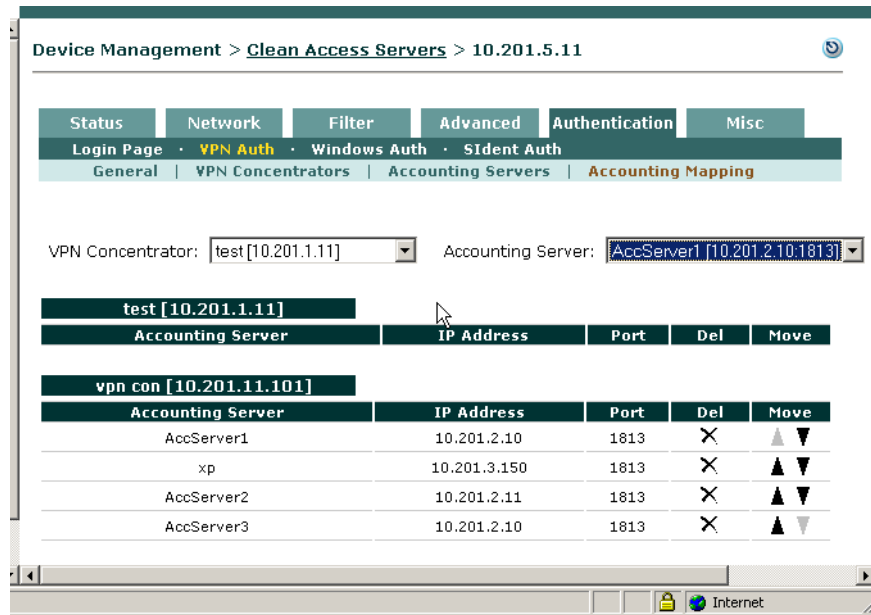 Device Management > Clean Access Servers > 10.201.5.11
Status Network Filter Advanced Authentication Misc
Login Page · VPN Auth · Windows Auth · SIdent Auth
General | VPN Concentrators | Accounting Servers | Accounting Mapping
VPN Concentrator: test [10.201.1.11] Accounting Server: AccServer1 [10.201.2.10:1813]
test [10.201.1.11]
Accounting Server IP Address Port Del Move
vpn con [10.201.11.101]
Accounting Server IP Address Port Del Move
AccServer1 10.201.2.10 1813
xp 10.201.3.150 1813
AccServer2 10.201.2.11 1813
AccServer3 10.201.2.10 1813
Internet